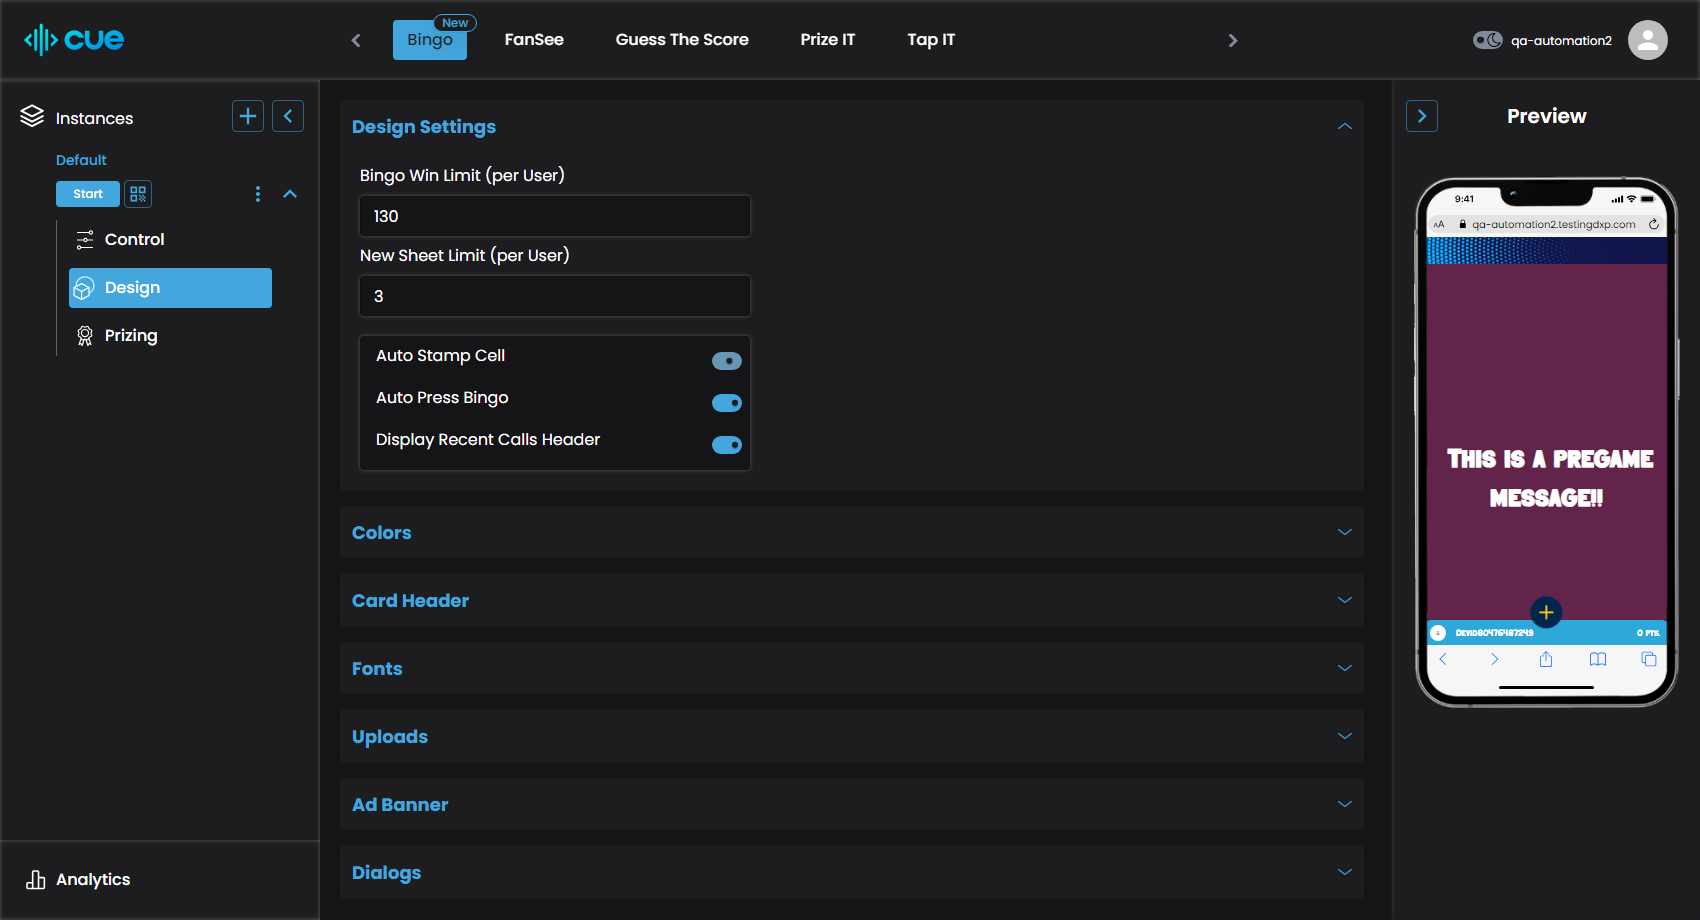 cue
New
Bingo
FanSee
Guess The Score
Prize IT
Tap IT
qa-automation2
Instances
Default
Start
Control
Design
Prizing
Analytics
Design Settings
Bingo Win Limit (per User)
130
New Sheet Limit (per User)
3
Auto Stamp Cell
Auto Press Bingo
Display Recent Calls Header
Colors
Card Header
Fonts
Uploads
Ad Banner
Dialogs
Preview
9:41
AA qa-automation2.testingdxp.com
THIS IS A PREGAME
MESSAGE!!
0 PTS.